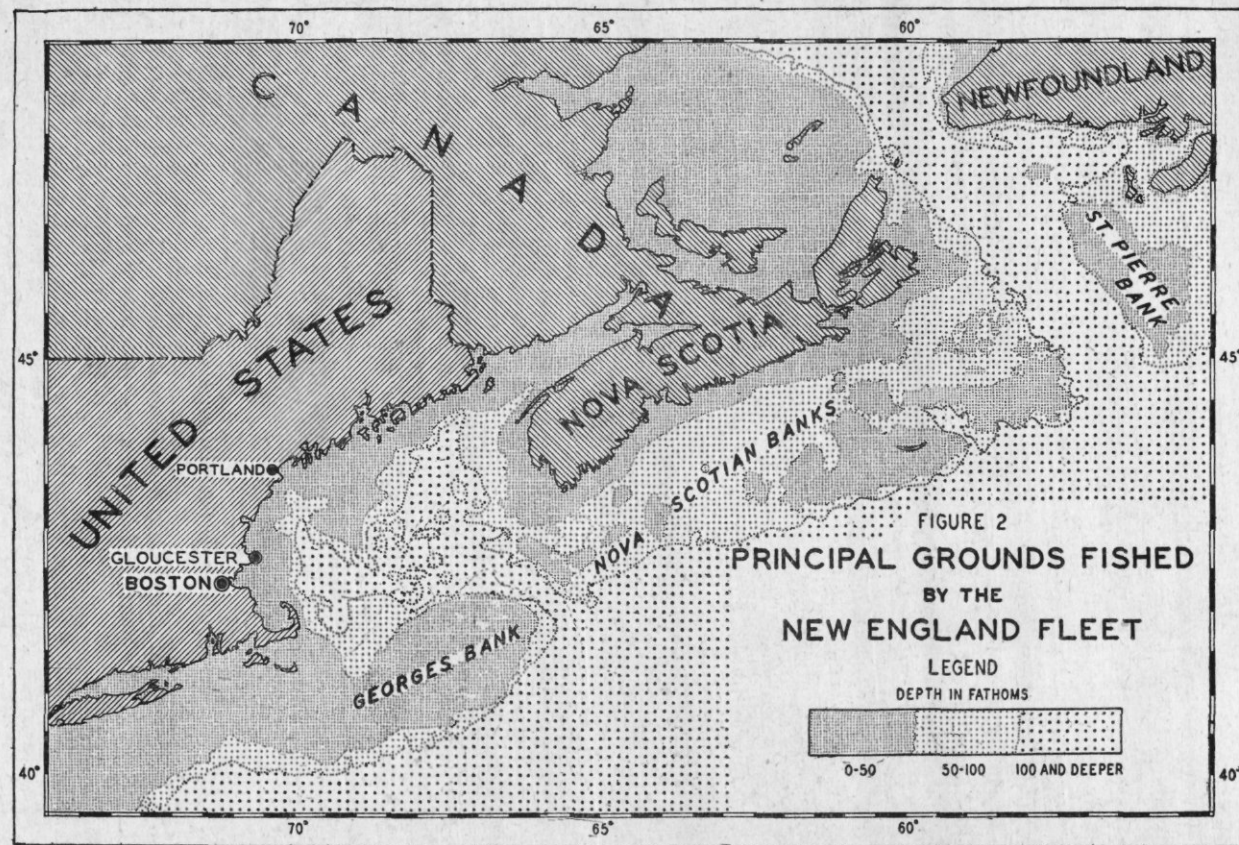 70°
65°
60°
CANADA
NEWFOUNDLAND
ST. PIERRE
BANK
UNITED STATES
NOVA SCOTIA
45°
45°
NOVA SCOTIAN BANKS
PORTLAND
GLOUCESTER
BOSTON
GEORGES BANK
FIGURE 2
PRINCIPAL GROUNDS FISHED
BY THE
NEW ENGLAND FLEET
LEGEND
DEPTH IN FATHOMS
0-59
50-100
100 AND DEEPER
40°
40°
70°
65°
60°